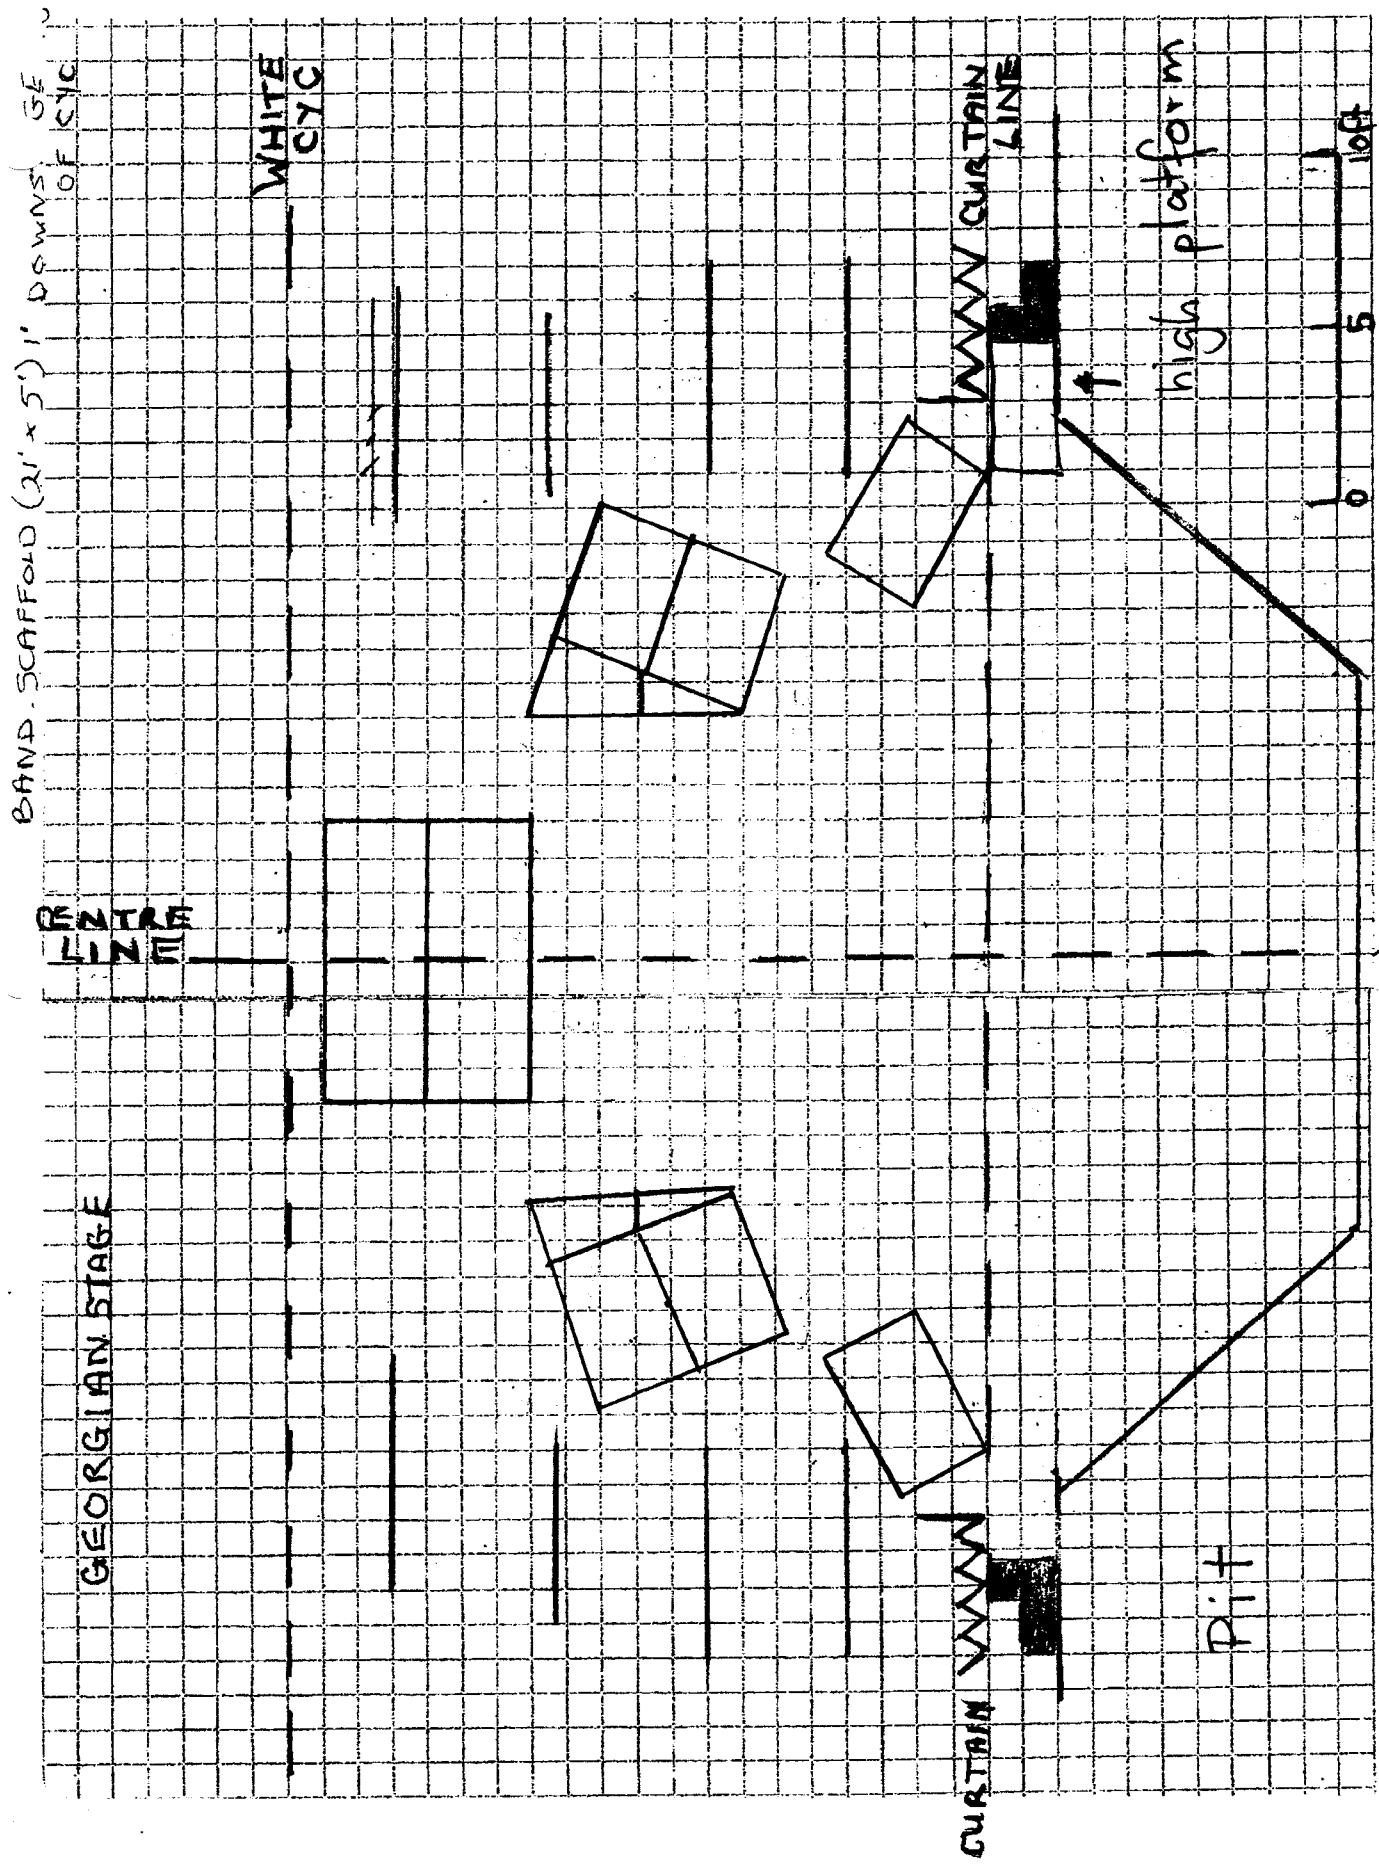 BAND-SCAFFOLD (21' x 5') 1' DOWNS GE
OF CYC
WHITE
CYC
CENTRE
LINE
GEORGIAN STAGE
CURTAIN
LINE
CURTAIN
high platform
Pit
0 5 10ft